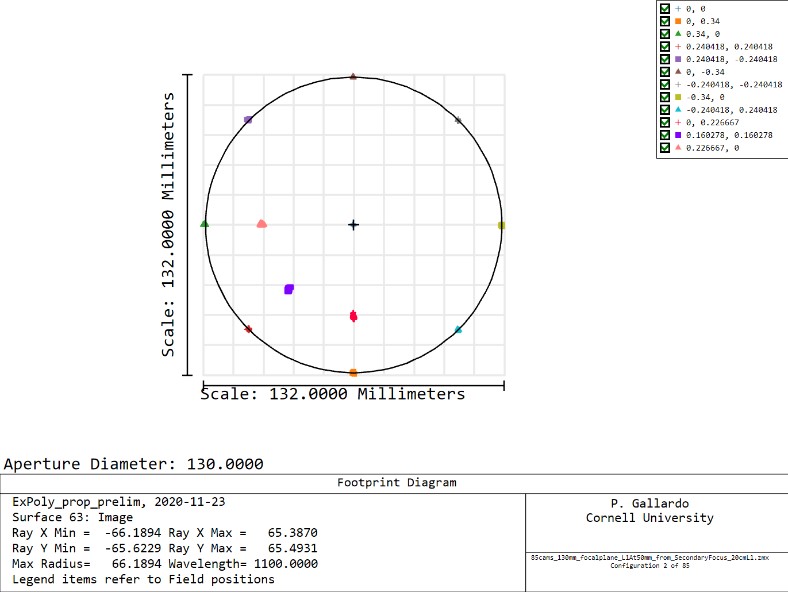 0, 0
0, 0.34
0.34, 0
0.240418, 0.240418
0.240418, -0.240418
0, -0.34
-0.240418, -0.240418
-0.34, 0
-0.240418, 0.240418
0, 0.226667
0.160278, 0.160278
0.226667, 0
Scale: 132.0000 Millimeters
Scale: 132.0000 Millimeters
Aperture Diameter: 130.0000
Footprint Diagram
ExPoly_prop_prelim, 2020-11-23
Surface 63: Image
Ray X Min = -66.1894 Ray X Max = 65.3870
Ray Y Min = -65.6229 Ray Y Max = 65.4931
Max Radius= 66.1894 Wavelength= 1100.0000
Legend items refer to Field positions
P. Gallardo
Cornell University
85cams_130mm_focalplane_L1At50mm_from_SecondaryFocus_20cmL1.zmx
Configuration 2 of 85